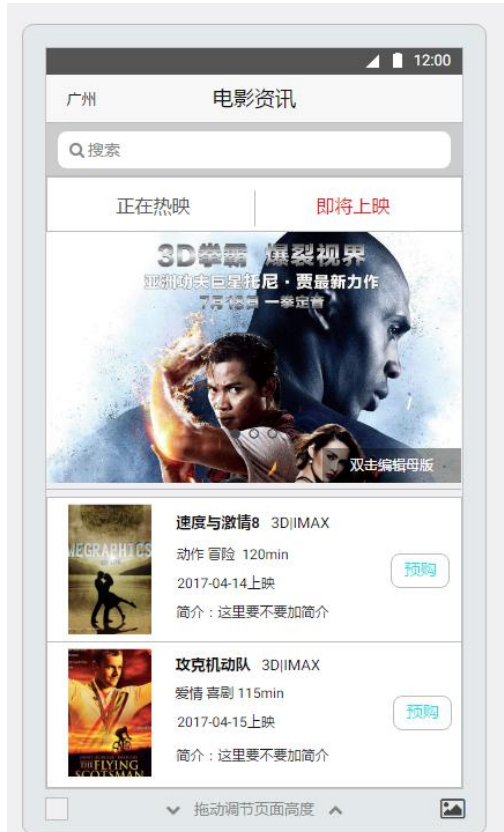 12:00
广州 电影资讯
搜索
正在热映 即将上映
3D拳霸 爆裂视界
亚洲功夫巨星托尼·贾最新力作
7月18日 一拳定音
双击编辑母版
速度与激情8 3D|IMAX
动作 冒险 120min
预购
2017-04-14上映
简介：这里要不要加简介
WEGRAPHICS
攻克机动队 3D|IMAX
爱情 喜剧 115min
预购
2017-04-15上映
简介：这里要不要加简介
THE FLYING
SCOTSMAN
拖动调节页面高度